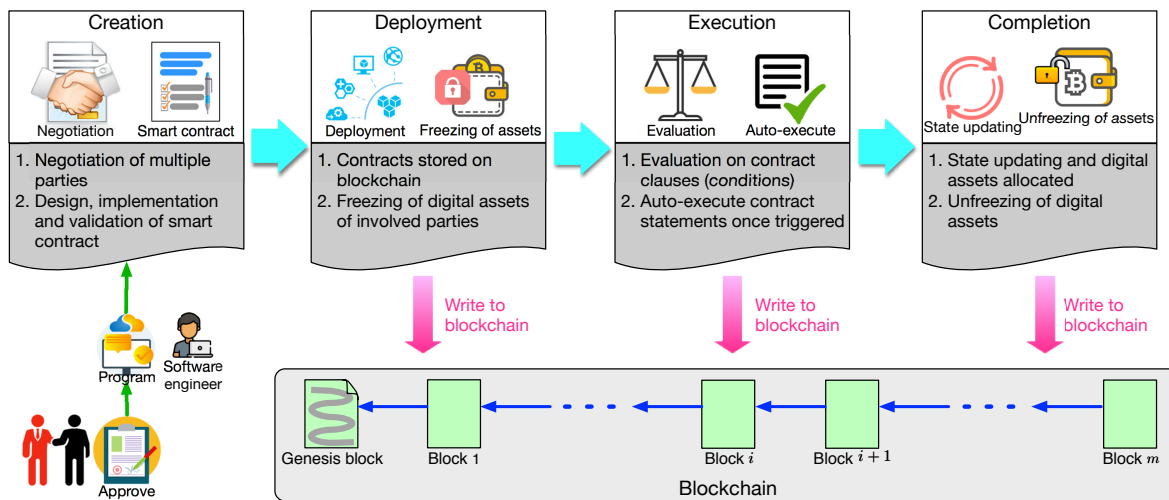 Creation
Negotiation
Smart contract
1. Negotiation of multiple
parties
2. Design, implementation
and validation of smart
contract
Deployment
Deployment
Freezing of assets
1. Contracts stored on
blockchain
2. Freezing of digital assets
of involved parties
Execution
Evaluation
Auto-execute
1. Evaluation on contract
clauses (conditions)
2. Auto-execute contract
statements once triggered
Completion
State updating
Unfreezing of assets
1. State updating and digital
assets allocated
2. Unfreezing of digital
assets
Write to
blockchain
Write to
blockchain
Write to
blockchain
Program
Software
engineer
Approve
Genesis block
Block 1
Block i
Block i + 1
Block m
Blockchain